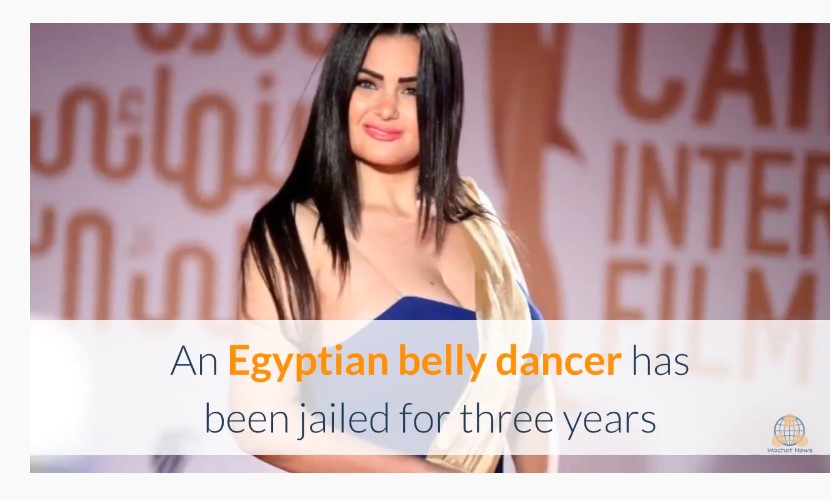 CAI
INTER
FILM
An Egyptian belly dancer has
been jailed for three years
Wochit News